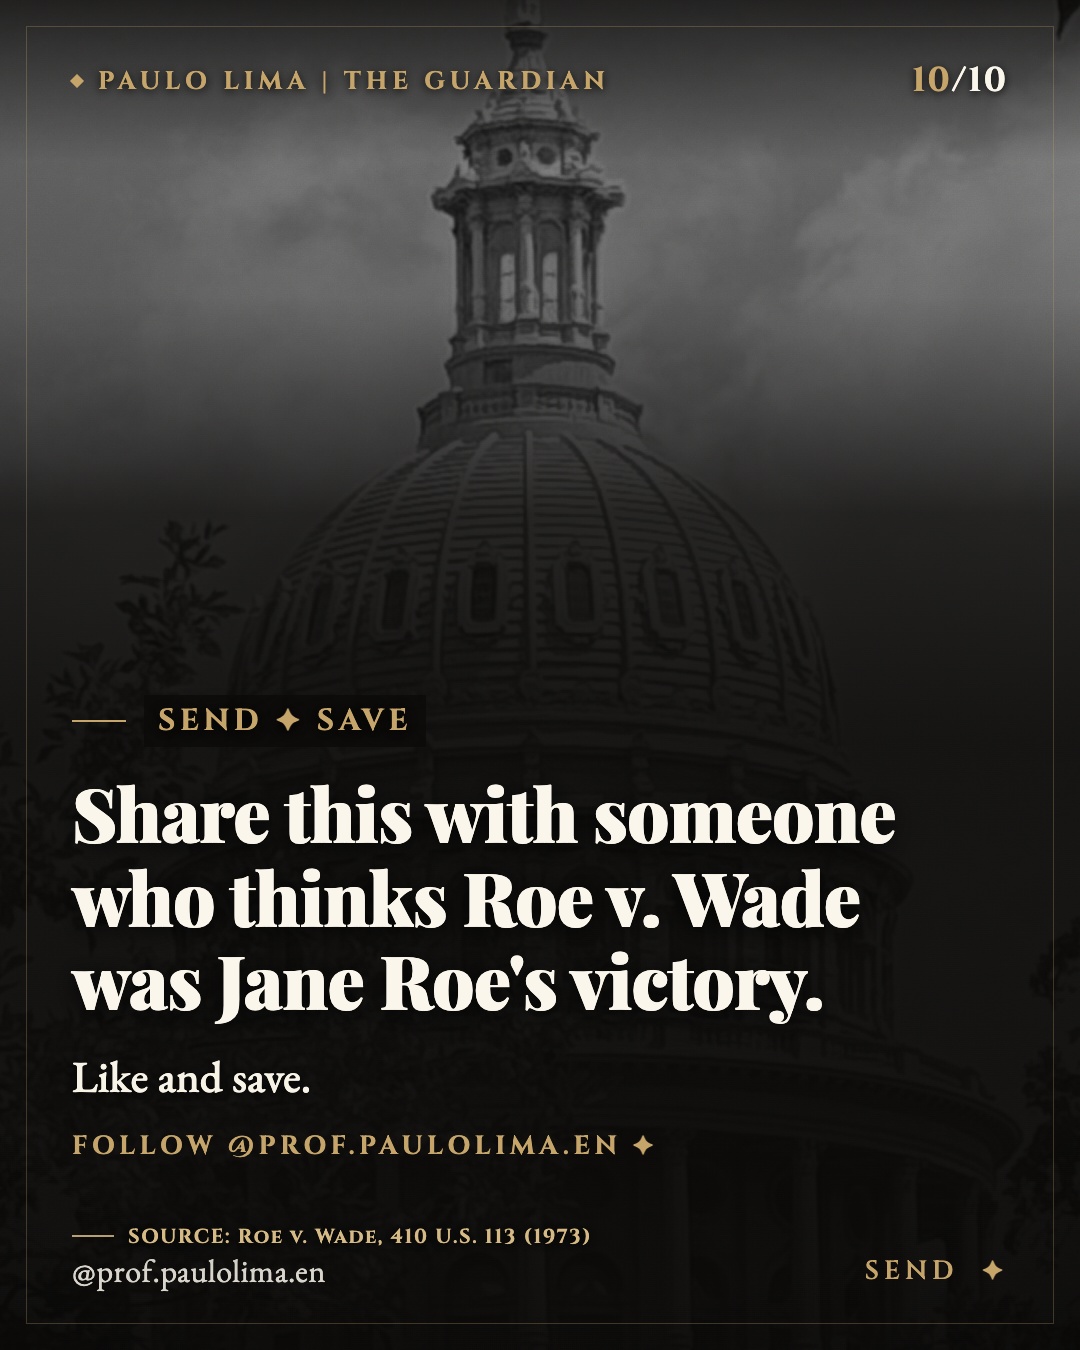 ◆ PAULO LIMA | THE GUARDIAN
10/10
SEND ✦ SAVE
Share this with someone
who thinks Roe v. Wade
was Jane Roe's victory.
Like and save.
FOLLOW @PROF.PAULOLIMA.EN ✦
SOURCE: ROE V. WADE, 410 U.S. 113 (1973)
@prof.paulolima.en
SEND ✦